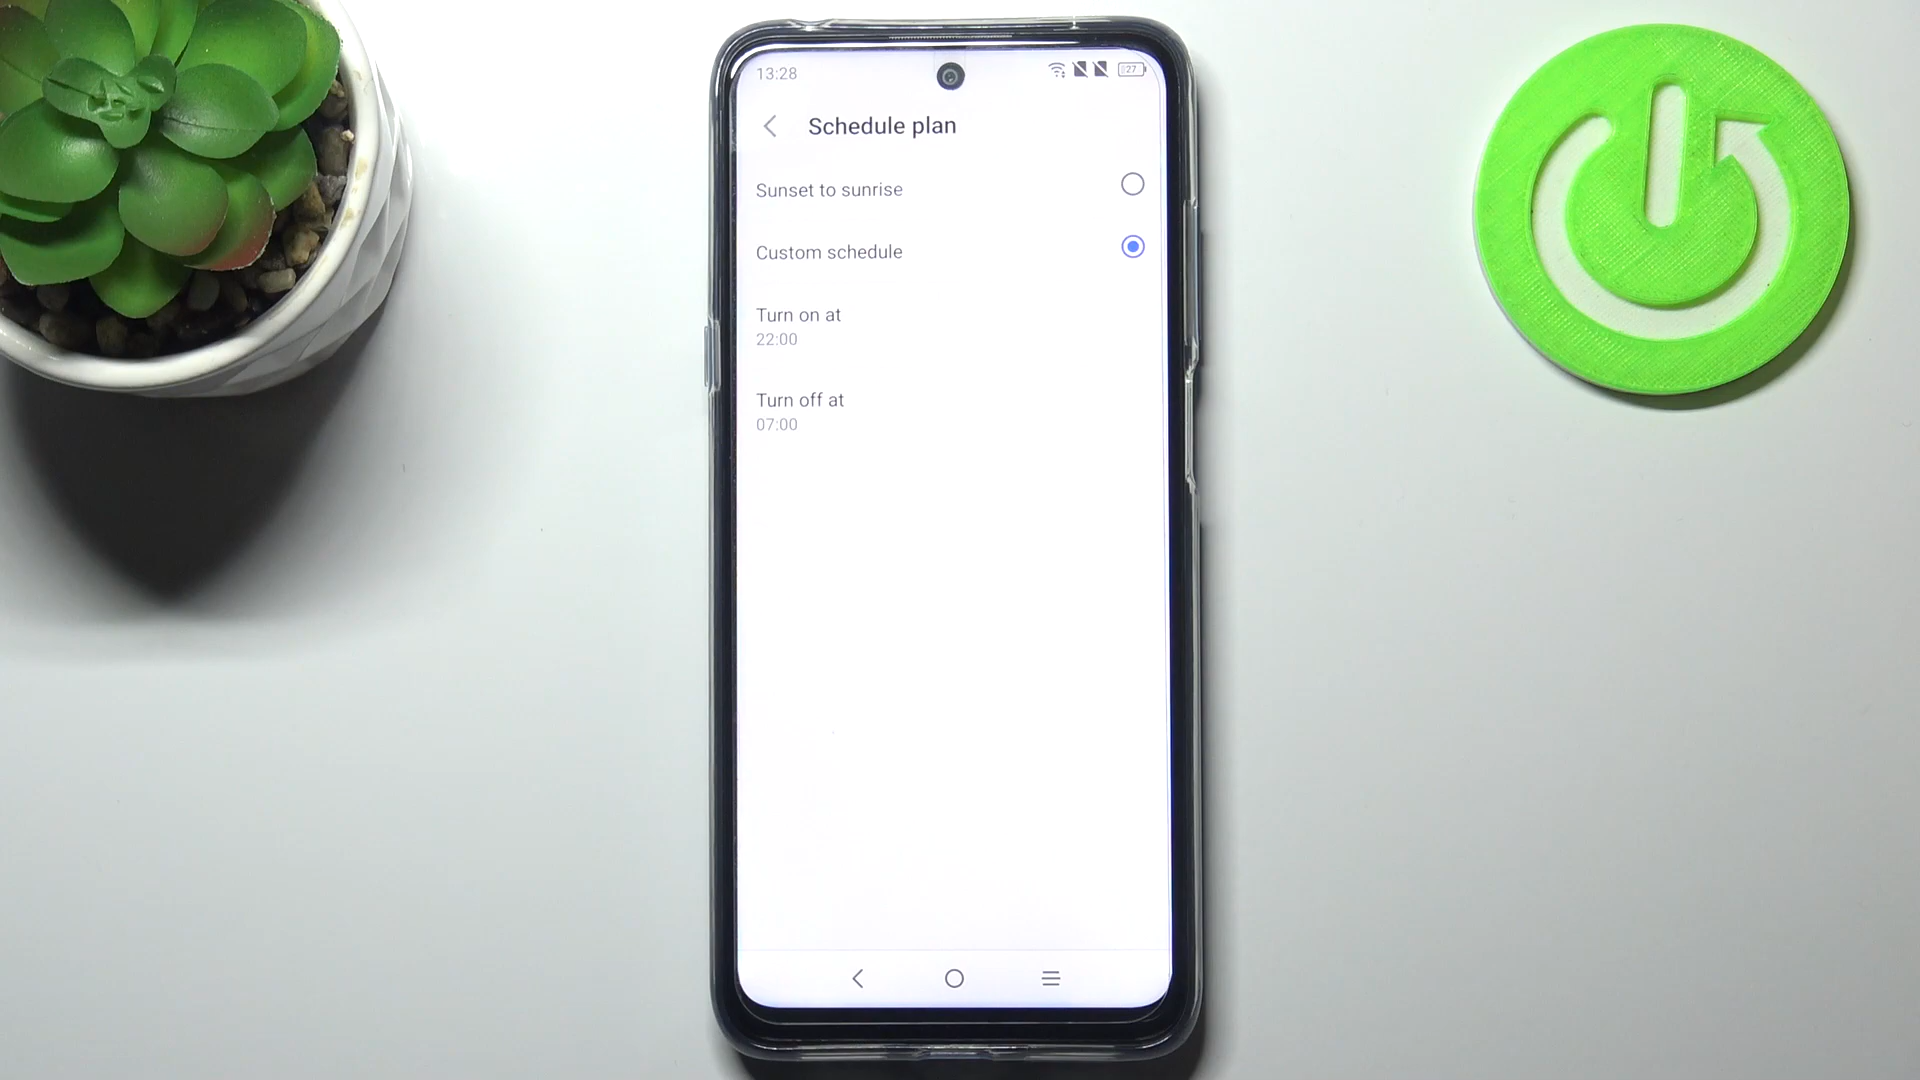 13:28
27
Schedule plan
Sunset to sunrise
Custom schedule
Turn on at
22:00
Turn off at
07:00